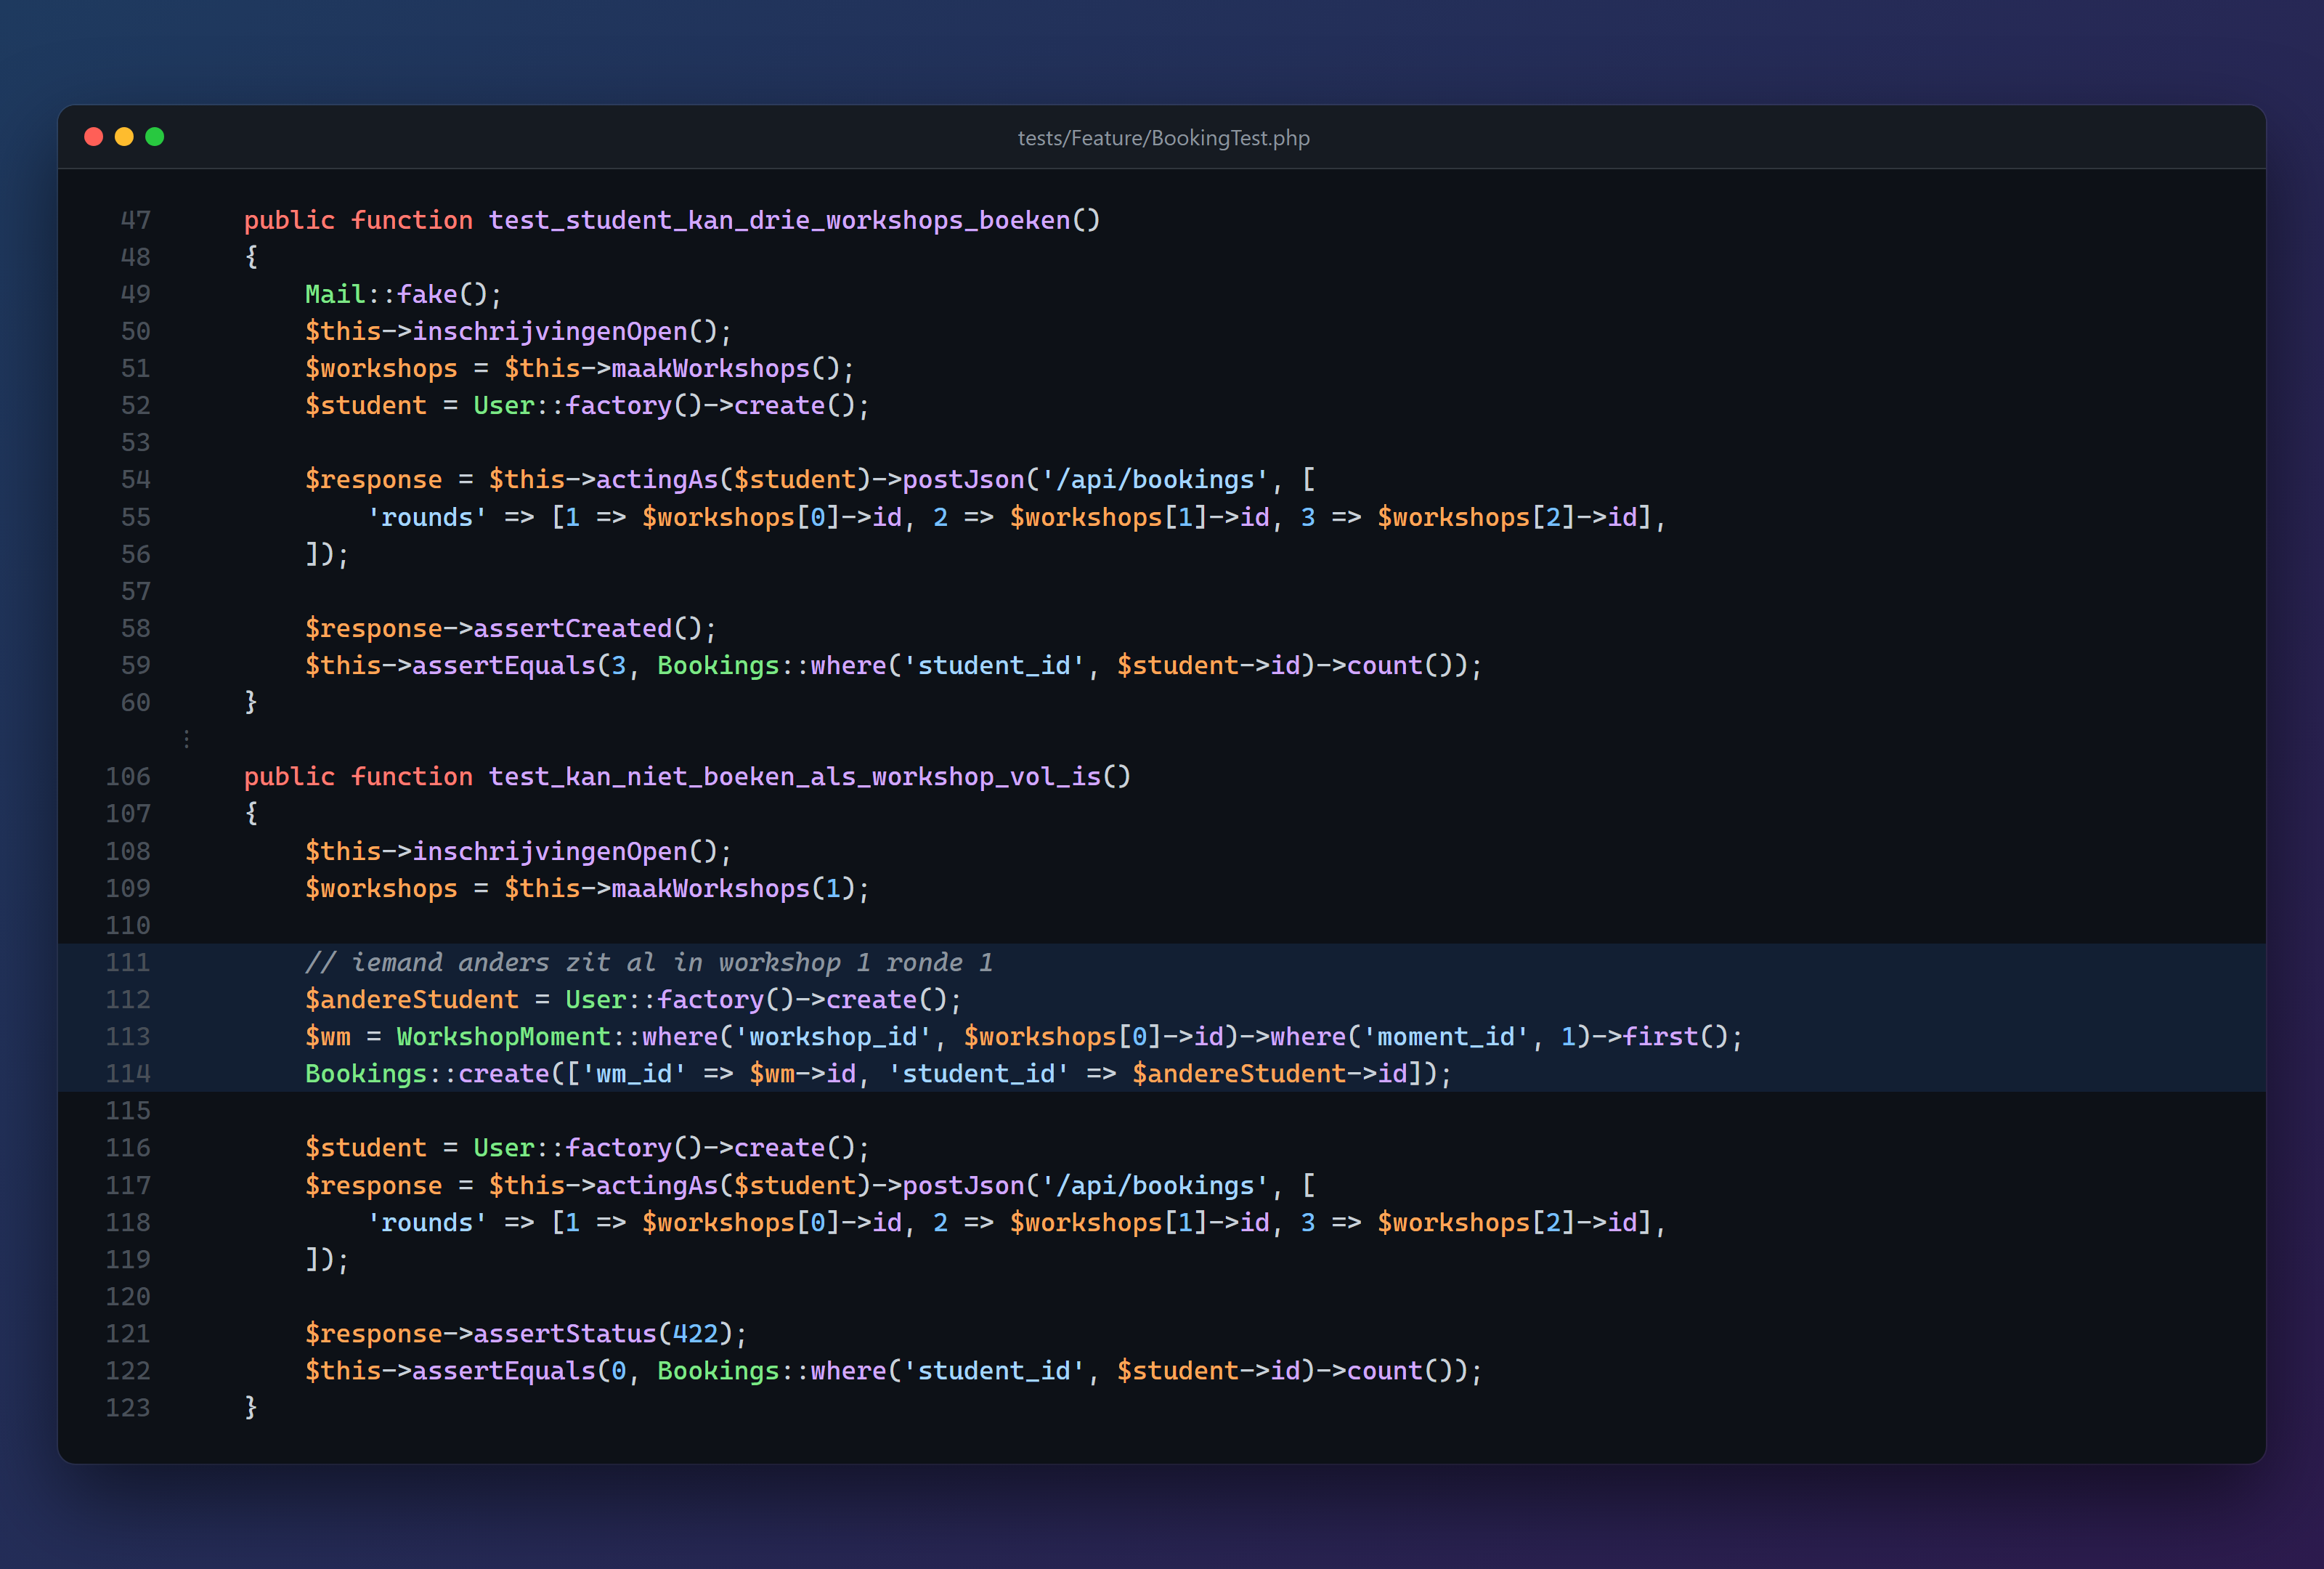 tests/Feature/BookingTest.php
47     public function test_student_kan_drie_workshops_boeken()
48     {
49         Mail::fake();
50         $this->inschrijvingenOpen();
51         $workshops = $this->maakWorkshops();
52         $student = User::factory()->create();
53
54         $response = $this->actingAs($student)->postJson('/api/bookings', [
55             'rounds' => [1 => $workshops[0]->id, 2 => $workshops[1]->id, 3 => $workshops[2]->id],
56         ]);
57
58         $response->assertCreated();
59         $this->assertEquals(3, Bookings::where('student_id', $student->id)->count());
60     }
⋮
106     public function test_kan_niet_boeken_als_workshop_vol_is()
107     {
108         $this->inschrijvingenOpen();
109         $workshops = $this->maakWorkshops(1);
110
111         // iemand anders zit al in workshop 1 ronde 1
112         $andereStudent = User::factory()->create();
113         $wm = WorkshopMoment::where('workshop_id', $workshops[0]->id)->where('moment_id', 1)->first();
114         Bookings::create(['wm_id' => $wm->id, 'student_id' => $andereStudent->id]);
115
116         $student = User::factory()->create();
117         $response = $this->actingAs($student)->postJson('/api/bookings', [
118             'rounds' => [1 => $workshops[0]->id, 2 => $workshops[1]->id, 3 => $workshops[2]->id],
119         ]);
120
121         $response->assertStatus(422);
122         $this->assertEquals(0, Bookings::where('student_id', $student->id)->count());
123     }